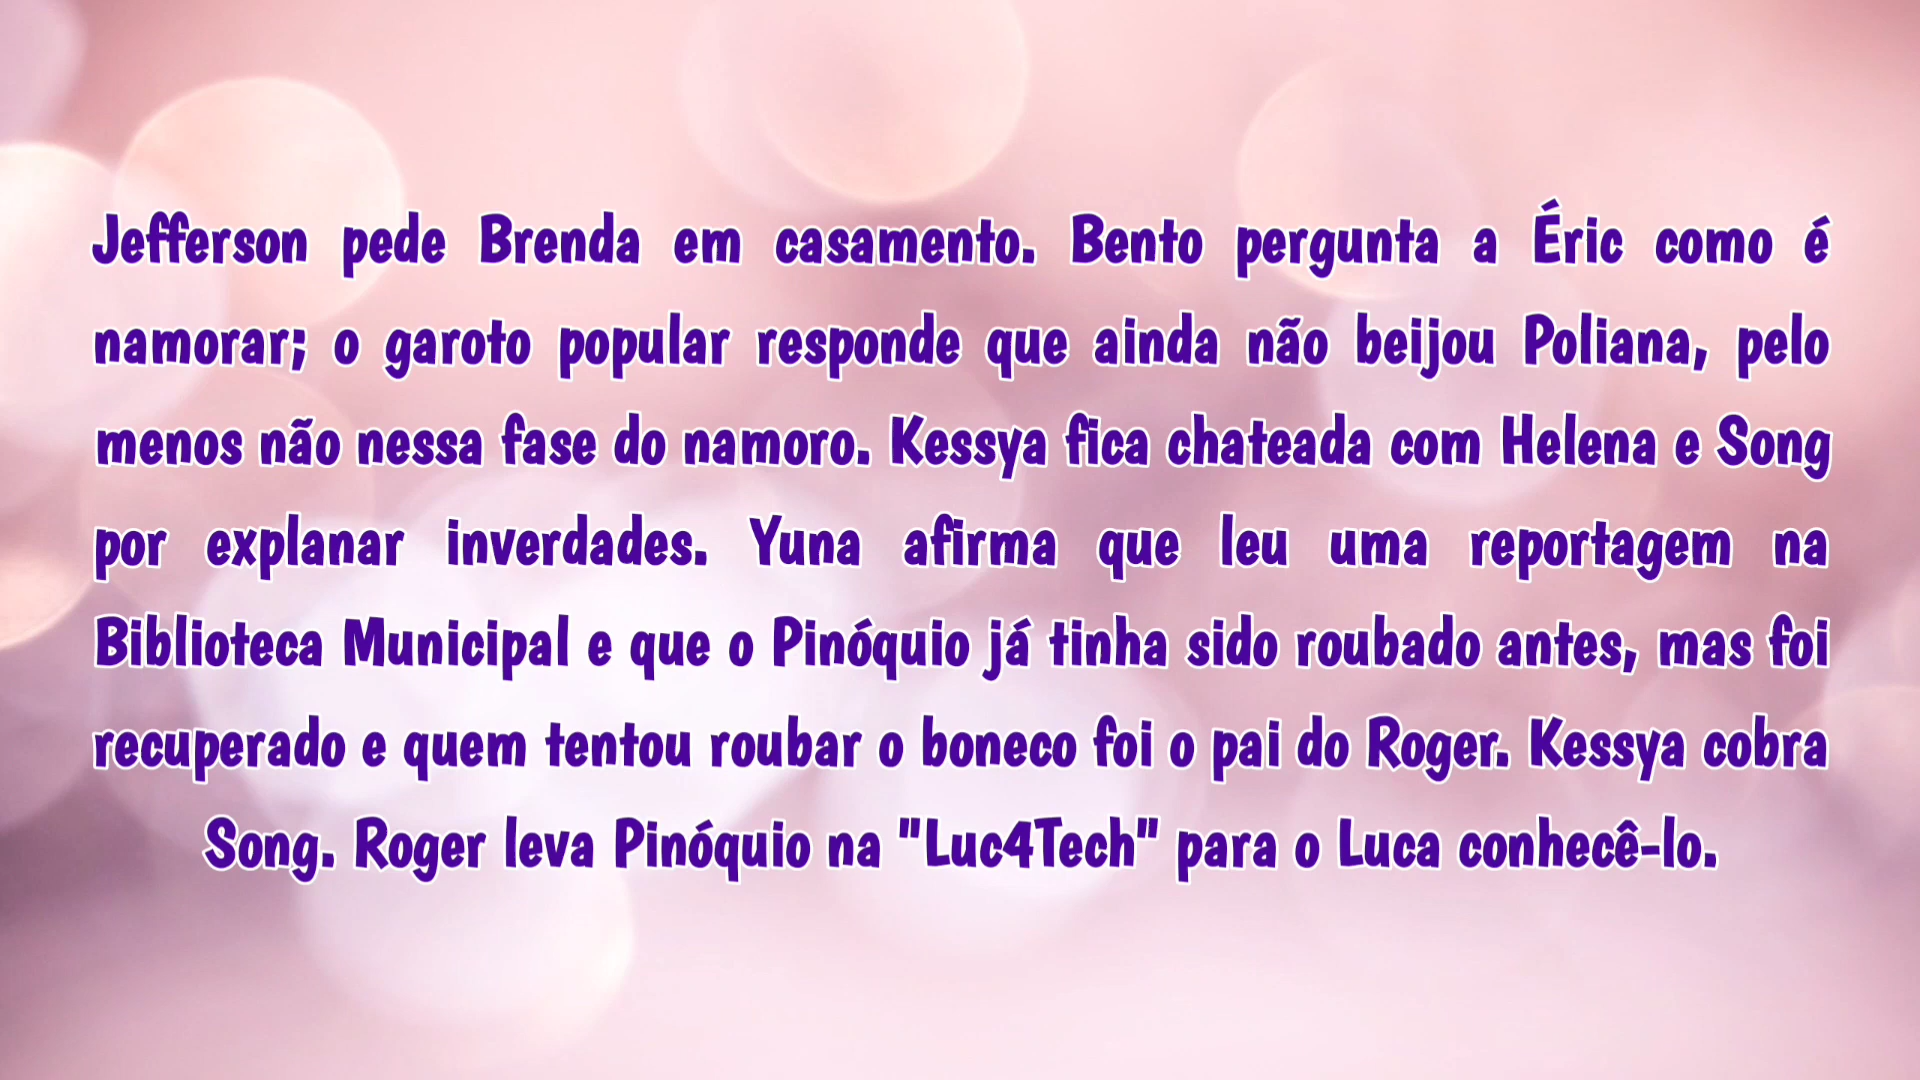 Jefferson pede Brenda em casamento. Bento pergunta a Éric como é
namorar; o garoto popular responde que ainda não beijou Poliana, pelo
menos não nessa fase do namoro. Kessya fica chateada com Helena e Song
por explanar inverdades. Yuna afirma que leu uma reportagem na
Biblioteca Municipal e que o Pinóquio já tinha sido roubado antes, mas foi
recuperado e quem tentou roubar o boneco foi o pai do Roger. Kessya cobra
Song. Roger leva Pinóquio na "Luc4Tech" para o Luca conhecê-lo.